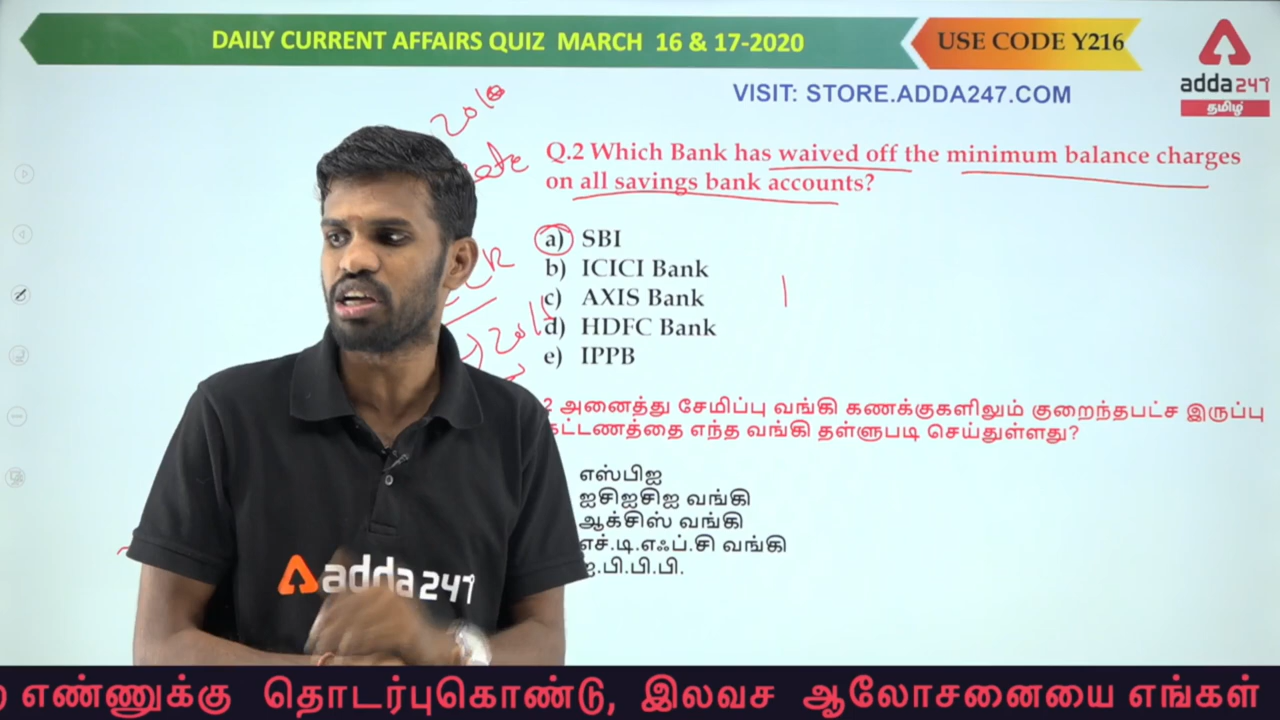 DAILY CURRENT AFFAIRS QUIZ MARCH 16 & 17-2020
USE CODE Y216
adda247
தமிழ்
VISIT: STORE.ADDA247.COM
Q.2 Which Bank has waived off the minimum balance charges
on all savings bank accounts?
a) SBI
b) ICICI Bank
c) AXIS Bank
d) HDFC Bank
e) IPPB
2 அனைத்து சேமிப்பு வங்கி கணக்குகளிலும் குறைந்தபட்ச இருப்பு
கட்டணத்தை எந்த வங்கி தள்ளுபடி செய்துள்ளது?
எஸ்பிஐ
ஐசிஐசிஐ வங்கி
ஆக்சிஸ் வங்கி
எச்.டி.எஃப்.சி வங்கி
ஐ.பி.பி.பி.
adda247
எண்ணுக்கு தொடர்புகொண்டு, இலவச ஆலோசனையை எங்கள்